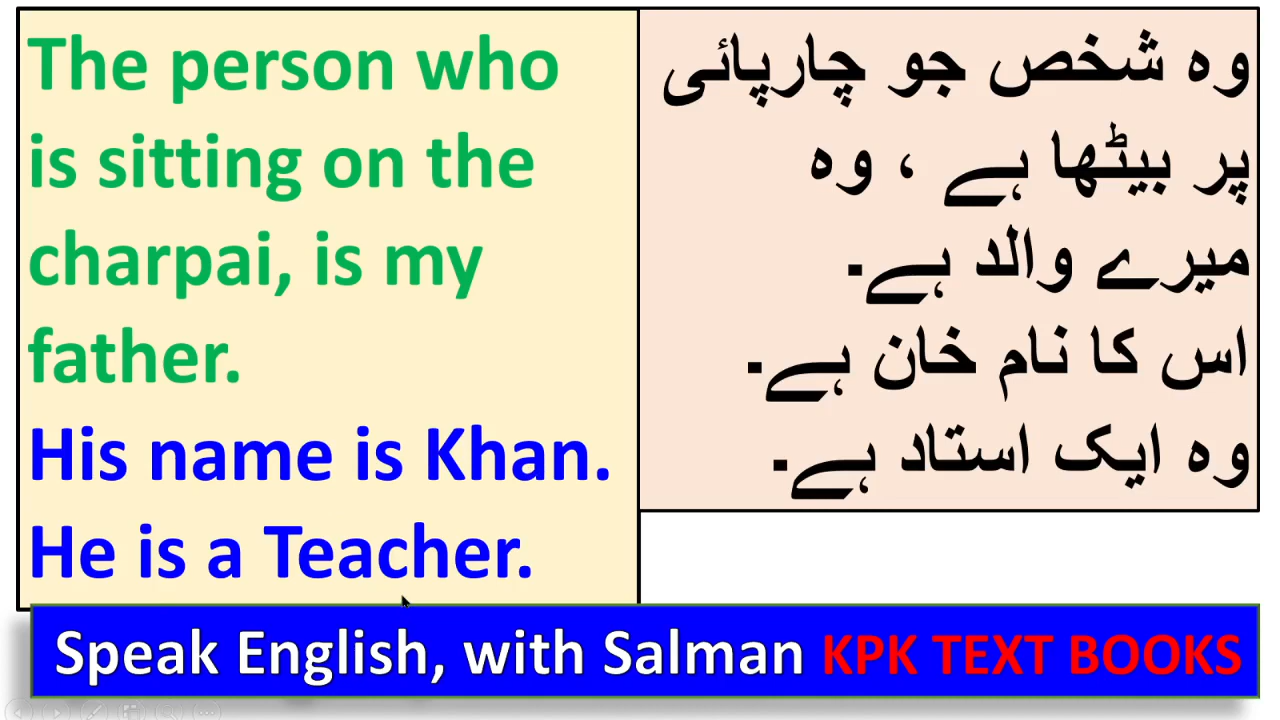 The person who
is sitting on the
charpai, is my
father.
His name is Khan.
He is a Teacher.
وہ شخص جو چارپائی
پر بیٹھا ہے ، وہ
میرے والد ہے۔
اس کا نام خان ہے۔
وہ ایک استاد ہے۔
Speak English, with Salman KPK TEXT BOOKS